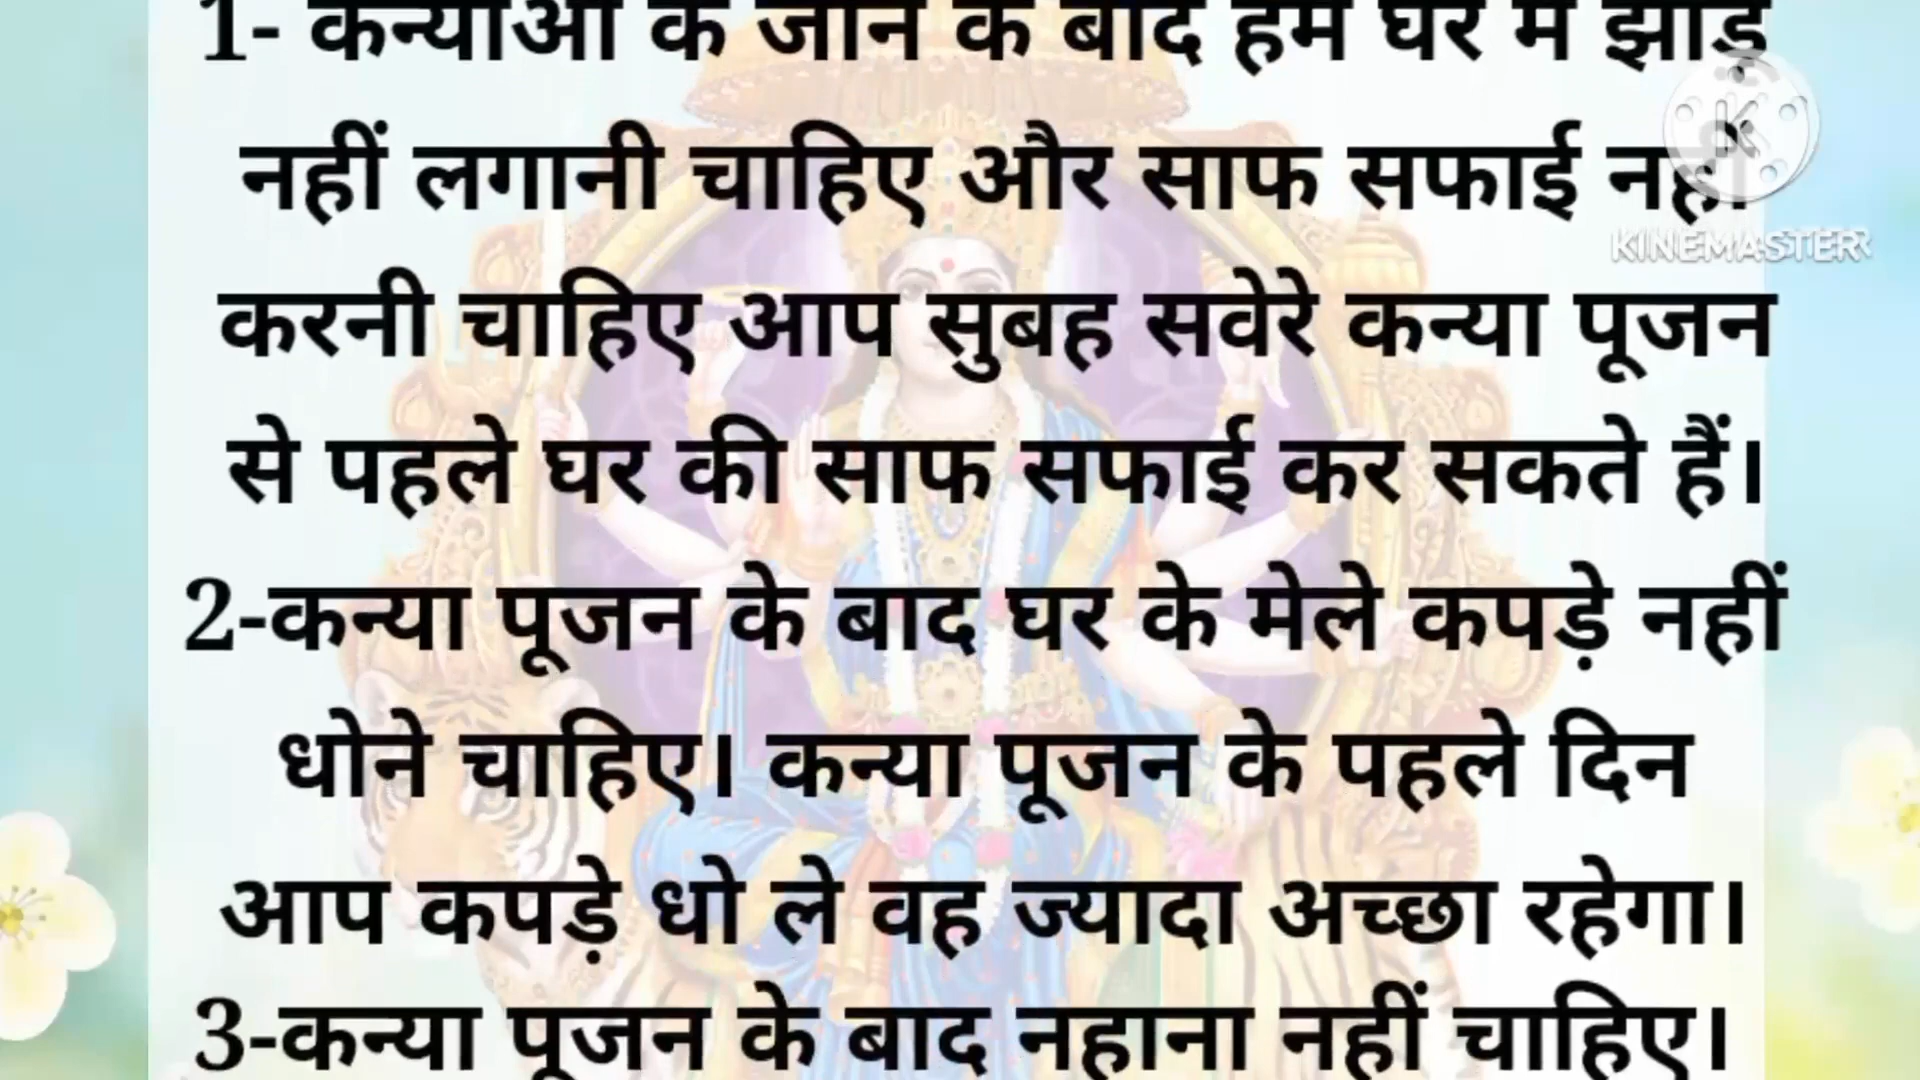 1- कन्याओं के जाने के बाद हमें घर में झाड़ू
नहीं लगानी चाहिए और साफ सफाई नहीं
करनी चाहिए आप सुबह सवेरे कन्या पूजन
से पहले घर की साफ सफाई कर सकते हैं।
2-कन्या पूजन के बाद घर के मेले कपड़े नहीं
धोने चाहिए। कन्या पूजन के पहले दिन
आप कपड़े धो ले वह ज्यादा अच्छा रहेगा।
3-कन्या पूजन के बाद नहाना नहीं चाहिए।
K
KINEMASTER